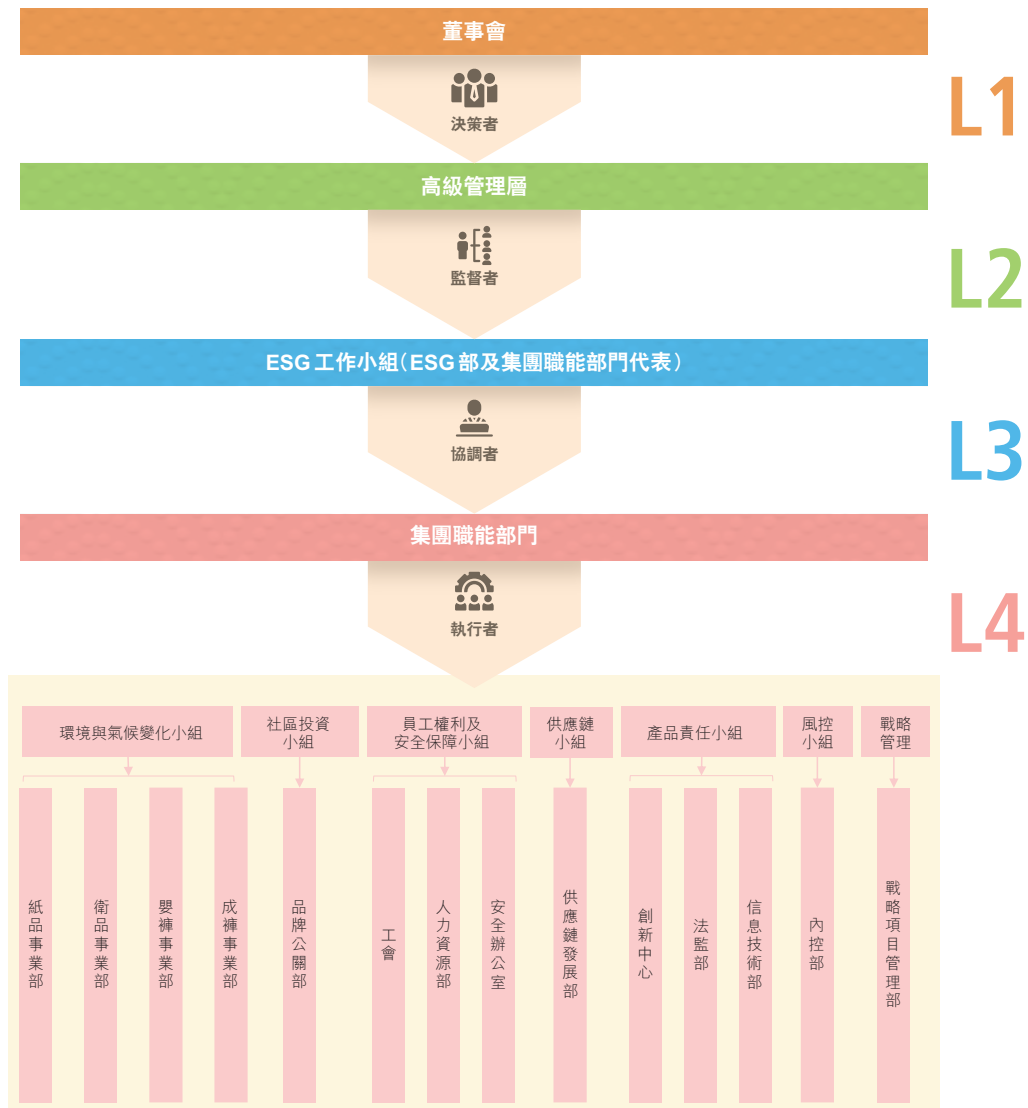 董事會
決策者
L1
高級管理層
監督者
L2
ESG工作小組(ESG部及集團職能部門代表)
協調者
L3
集團職能部門
執行者
L4
環境與氣候變化小組
社區投資
小組
員工權利及
安全保障小組
供應鏈
小組
產品責任小組
風控
小組
戰略
管理
紙品事業部
衛品事業部
嬰褲事業部
成褲事業部
品牌公關部
工會
人力資源部
安全辦公室
供應鏈發展部
創新中心
法監部
信息技術部
內控部
戰略項目管理部